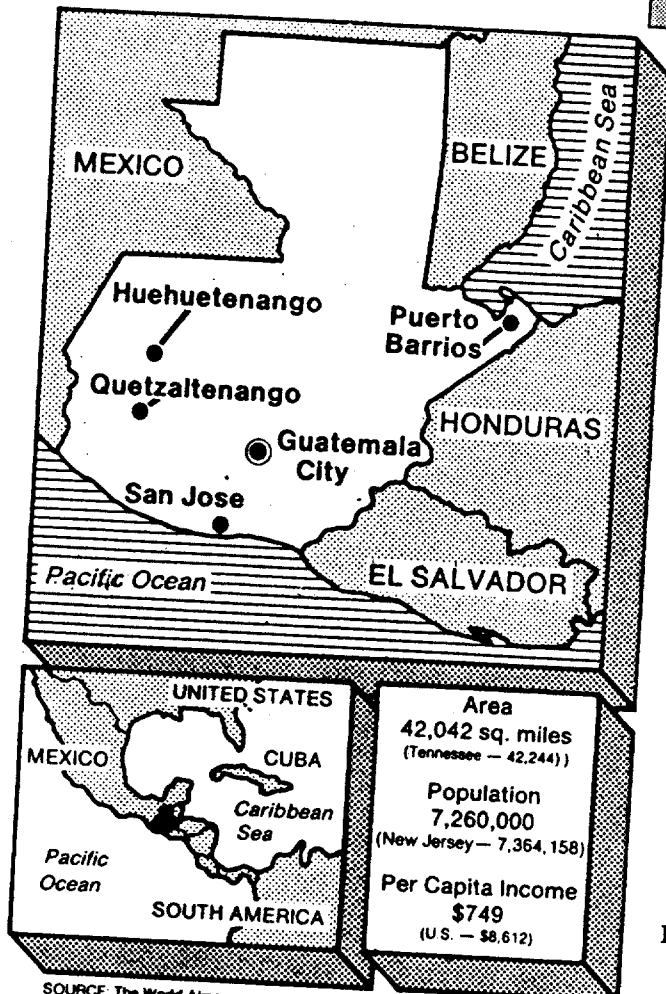 MEXICO
BELIZE
Caribbean Sea
Huehuetenango
Puerto
Barrios
Quetzaltenango
HONDURAS
Guatemala
City
San Jose
Pacific Ocean
EL SALVADOR
UNITED STATES
MEXICO
CUBA
Caribbean
Sea
Pacific
Ocean
SOUTH AMERICA
Area
42,042 sq. miles
(Tennessee — 42,244) )
Population
7,260,000
(New Jersey — 7,364,158)
Per Capita Income
$749
(U.S. — $8,612)
SOURCE: The World